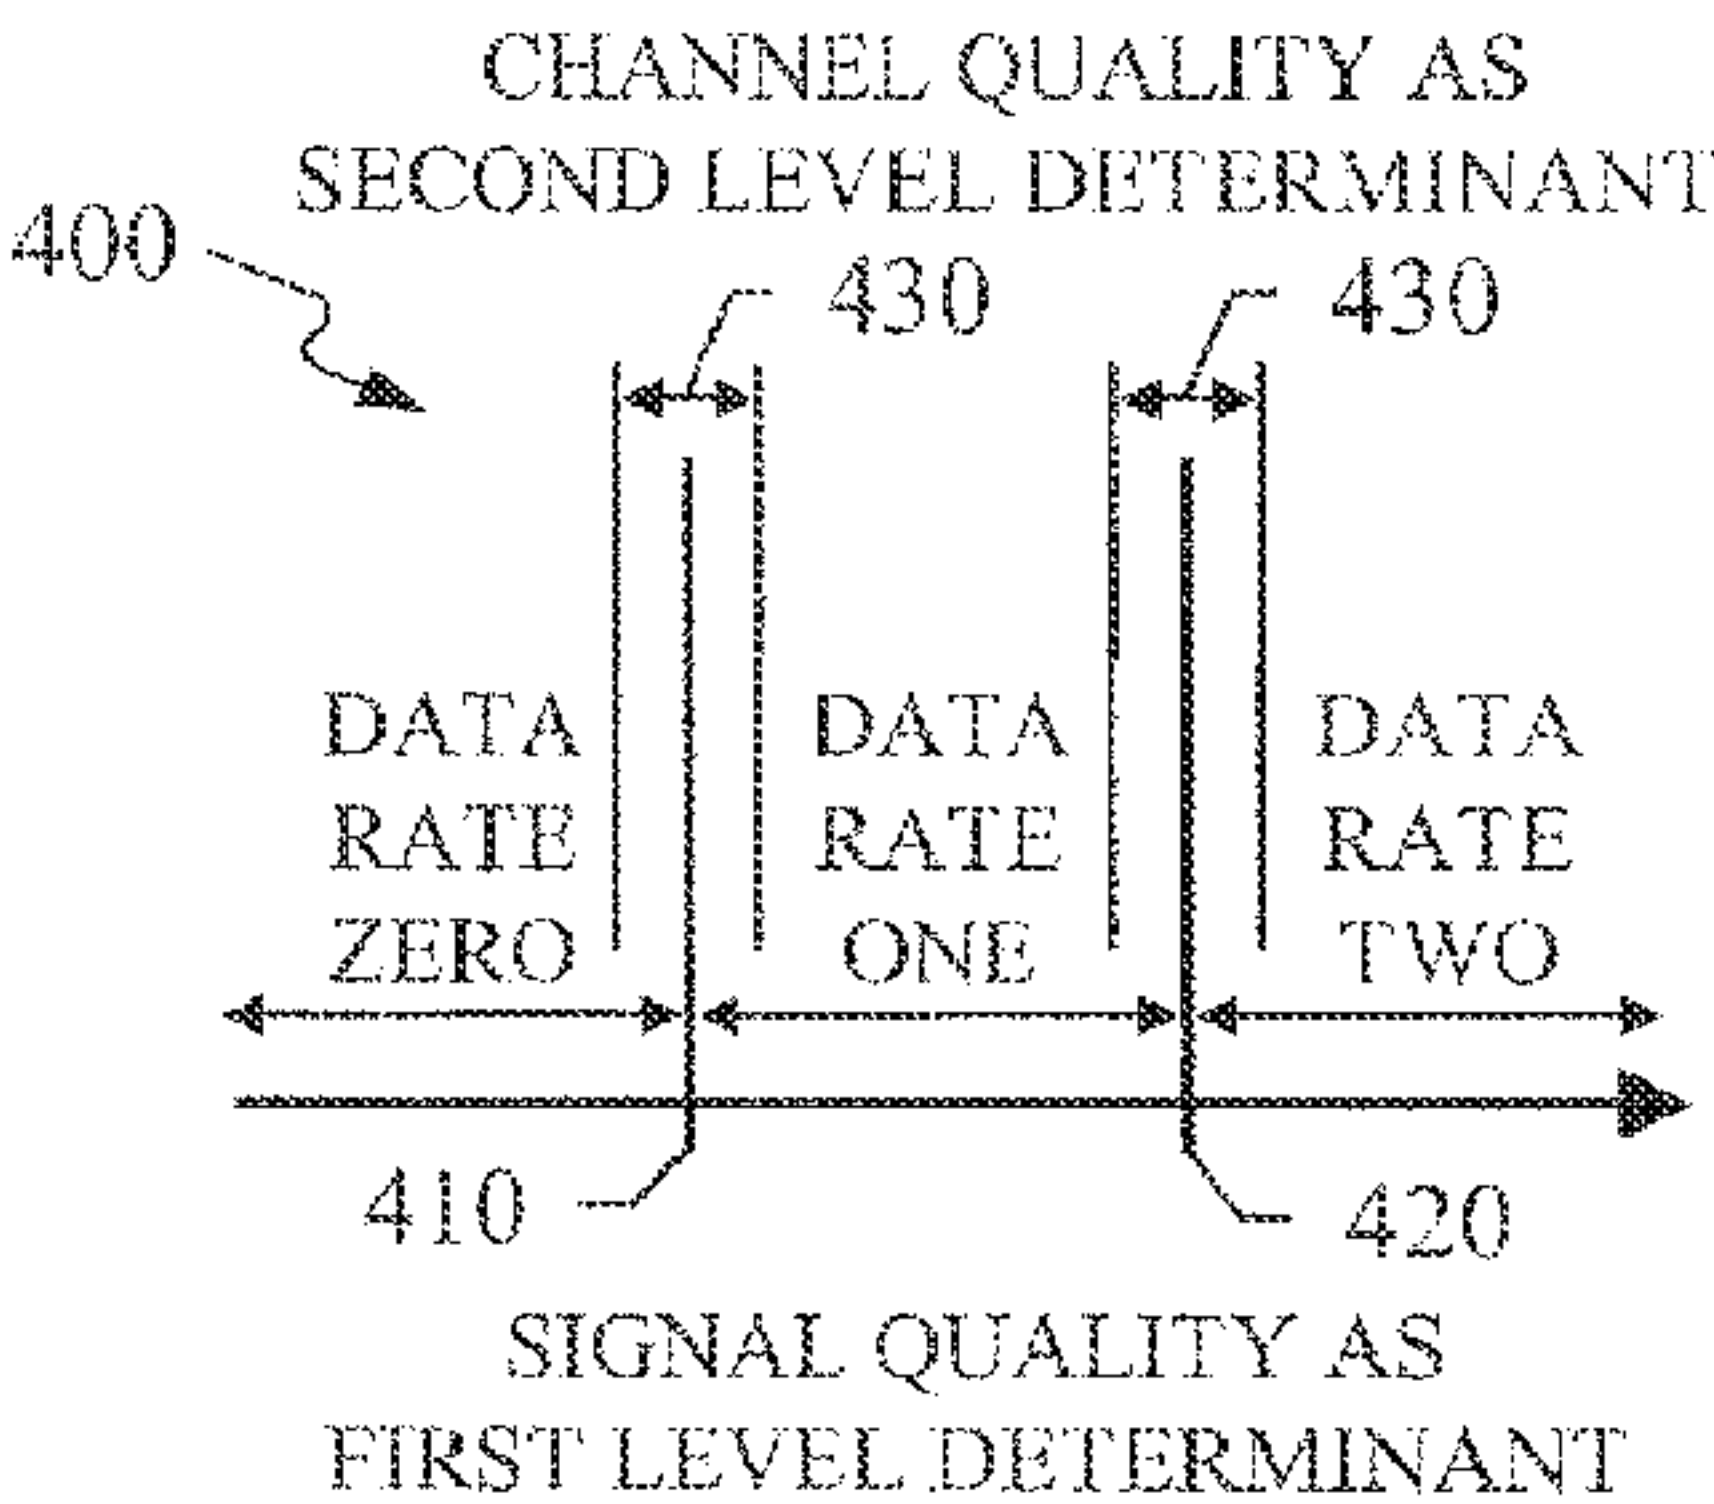 CHANNEL QUALITY AS
SECOND LEVEL DETERMINANT
400
430
430
DATA
RATE
ZERO
DATA
RATE
ONE
DATA
RATE
TWO
410
420
SIGNAL QUALITY AS
FIRST LEVEL DETERMINANT